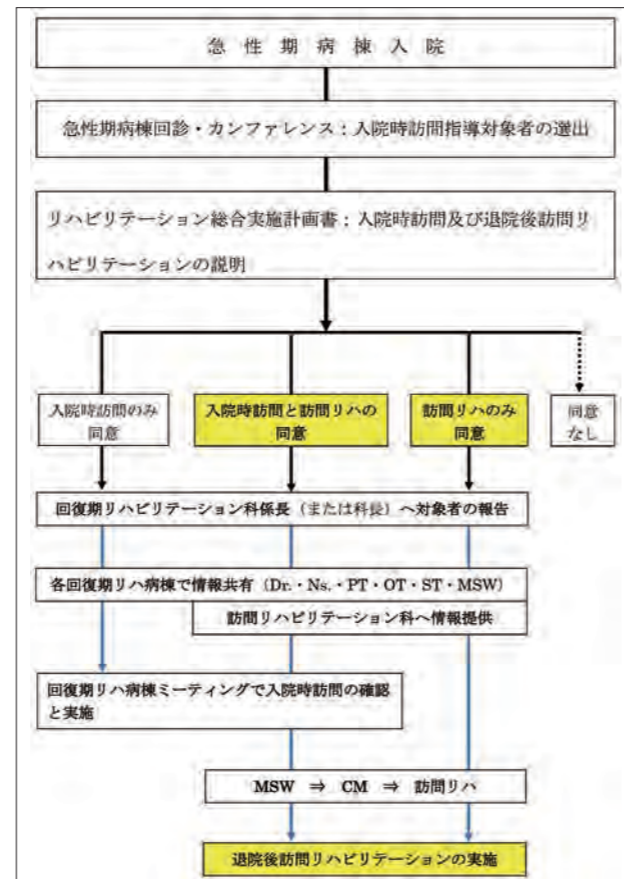 急性期病棟入院
急性期病棟回診・カンファレンス：入院時訪問指導対象者の選出
リハビリテーション総合実施計画書：入院時訪問及び退院後訪問リ
ハビリテーションの説明
入院時訪問のみ
同意
入院時訪問と訪問リハの
同意
訪問リハのみ
同意
同意
なし
回復期リハビリテーション科係長（または科長）へ対象者の報告
各回復期リハ病棟で情報共有（Dr.・Ns.・PT・OT・ST・MSW）
訪問リハビリテーション科へ情報提供
回復期リハ病棟ミーティングで入院時訪問の確認
と実施
MSW ⇒ CM ⇒ 訪問リハ
退院後訪問リハビリテーションの実施